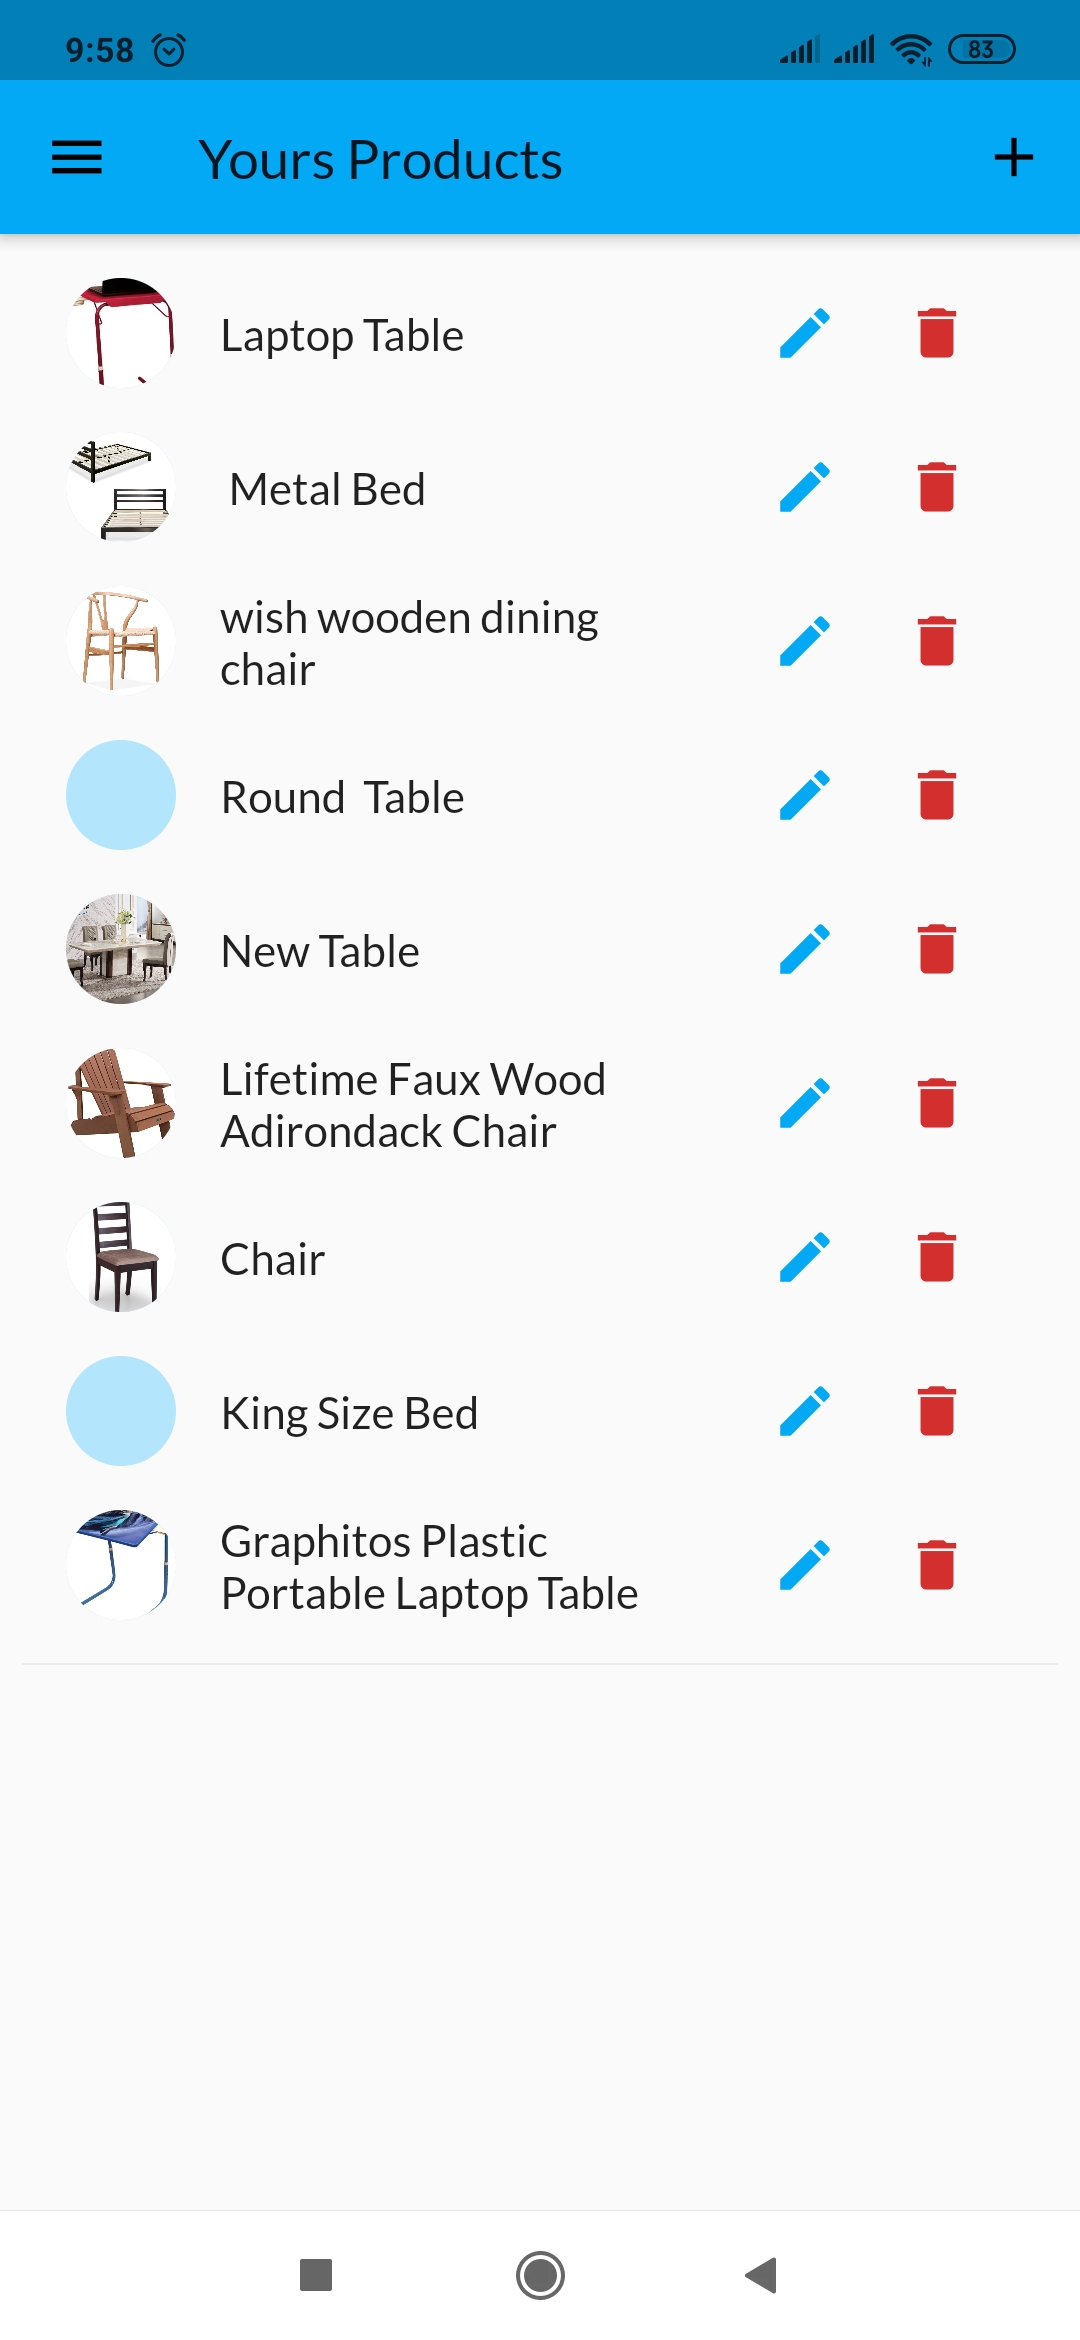 9:58
83
Yours Products
Laptop Table
Metal Bed
wish wooden dining
chair
Round  Table
New Table
Lifetime Faux Wood
Adirondack Chair
Chair
King Size Bed
Graphitos Plastic
Portable Laptop Table